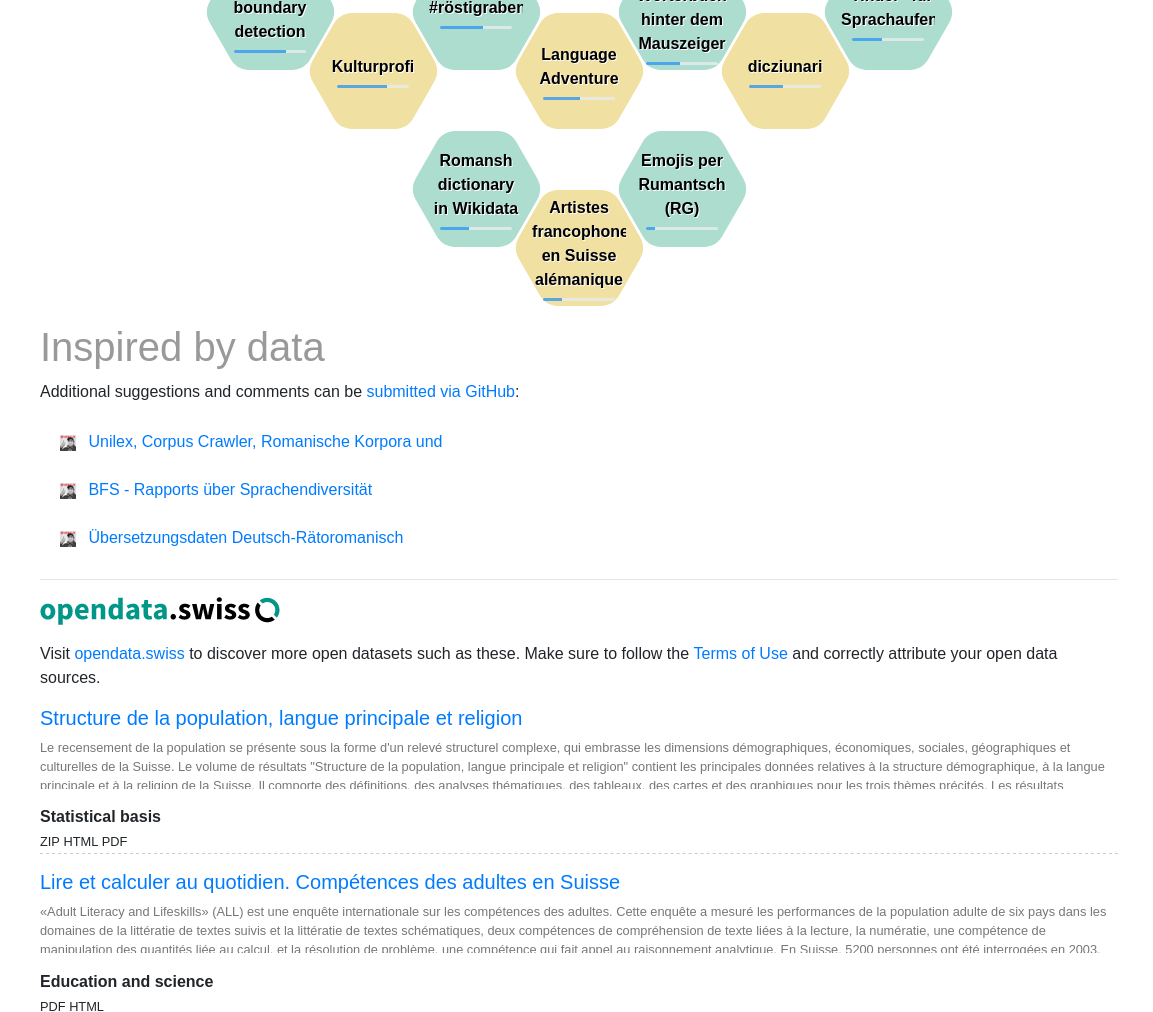 boundary
detection
#röstigraben
hinter dem
Mauszeiger
Sprachaufen
Kulturprofi
Language
Adventure
dicziunari
Romansh
dictionary
in Wikidata
Emojis per
Rumantsch
(RG)
Artistes
francophone
en Suisse
alémanique
Inspired by data
Additional suggestions and comments can be submitted via GitHub:
Unilex, Corpus Crawler, Romanische Korpora und
BFS - Rapports über Sprachendiversität
Übersetzungsdaten Deutsch-Rätoromanisch
opendata.swiss
Visit opendata.swiss to discover more open datasets such as these. Make sure to follow the Terms of Use and correctly attribute your open data
sources.
Structure de la population, langue principale et religion
Le recensement de la population se présente sous la forme d'un relevé structurel complexe, qui embrasse les dimensions démographiques, économiques, sociales, géographiques et
culturelles de la Suisse. Le volume de résultats "Structure de la population, langue principale et religion" contient les principales données relatives à la structure démographique, à la langue
principale et à la religion de la Suisse. Il comporte des définitions, des analyses thématiques, des tableaux, des cartes et des graphiques pour les trois thèmes précités. Les résultats
Statistical basis
ZIP HTML PDF
Lire et calculer au quotidien. Compétences des adultes en Suisse
«Adult Literacy and Lifeskills» (ALL) est une enquête internationale sur les compétences des adultes. Cette enquête a mesuré les performances de la population adulte de six pays dans les
domaines de la littératie de textes suivis et la littératie de textes schématiques, deux compétences de compréhension de texte liées à la lecture, la numératie, une compétence de
manipulation des quantités liée au calcul, et la résolution de problème, une compétence qui fait appel au raisonnement analytique. En Suisse, 5200 personnes ont été interrogées en 2003.
Education and science
PDF HTML